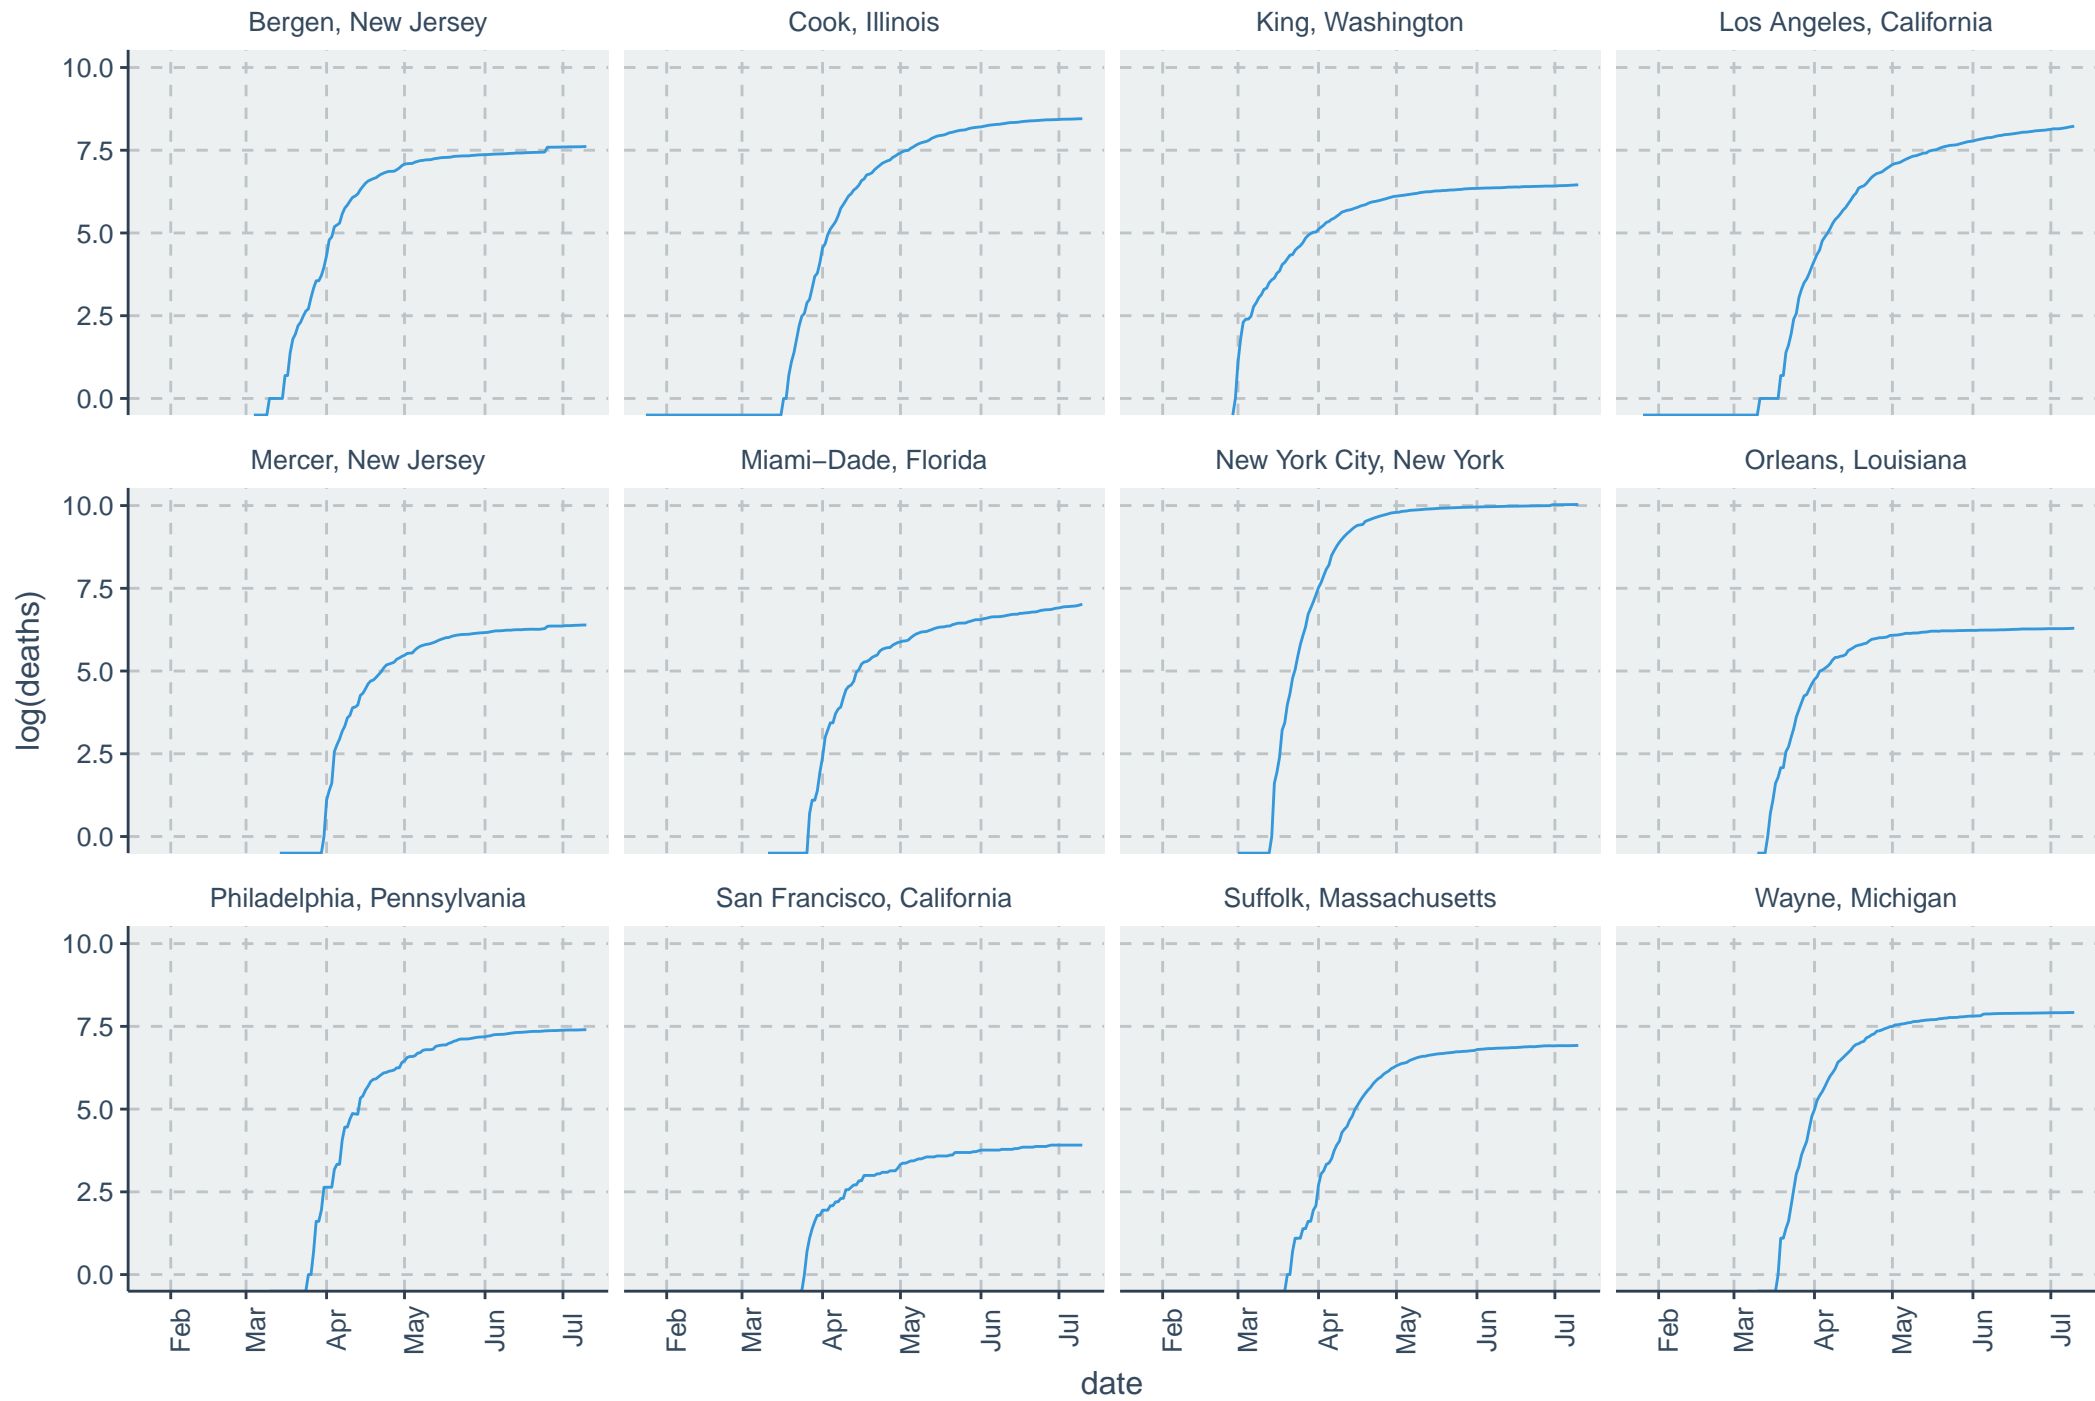 Bergen, New Jersey
Cook, Illinois
King, Washington
Los Angeles, California
10.0
7.5
5.0
2.5
0.0
Mercer, New Jersey
Miami−Dade, Florida
New York City, New York
Orleans, Louisiana
10.0
7.5
5.0
2.5
0.0
log(deaths)
Philadelphia, Pennsylvania
San Francisco, California
Suffolk, Massachusetts
Wayne, Michigan
10.0
7.5
5.0
2.5
0.0
Feb
Mar
Apr
May
Jun
Jul
Feb
Mar
Apr
May
Jun
Jul
Feb
Mar
Apr
May
Jun
Jul
Feb
Mar
Apr
May
Jun
Jul
date